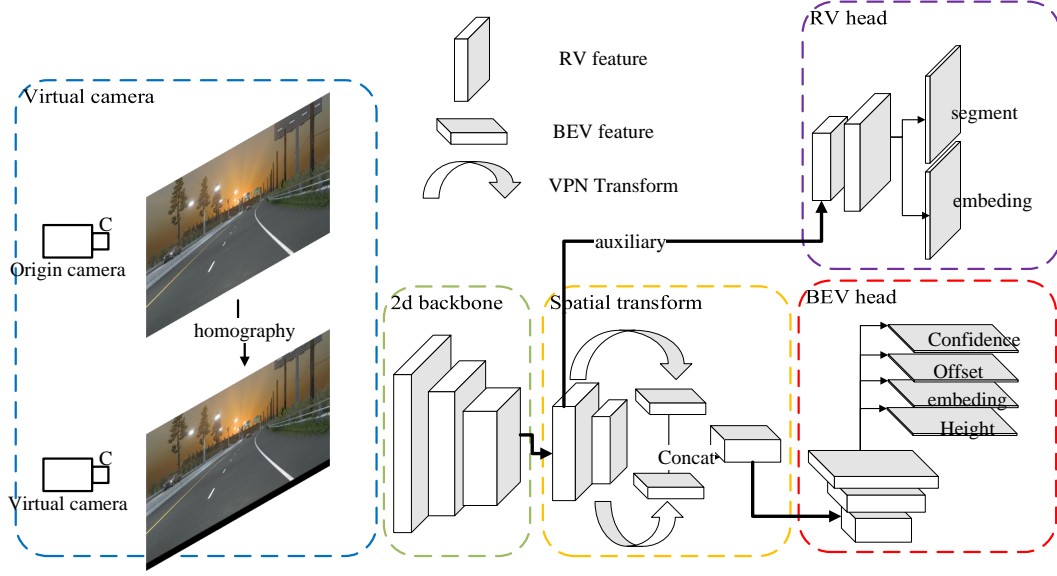 Virtual camera
C
Origin camera
homography
C
Virtual camera
RV feature
BEV feature
VPN Transform
RV head
segment
embeding
auxiliary
2d backbone
Spatial transform
Concat
BEV head
Confidence
Offset
embeding
Height